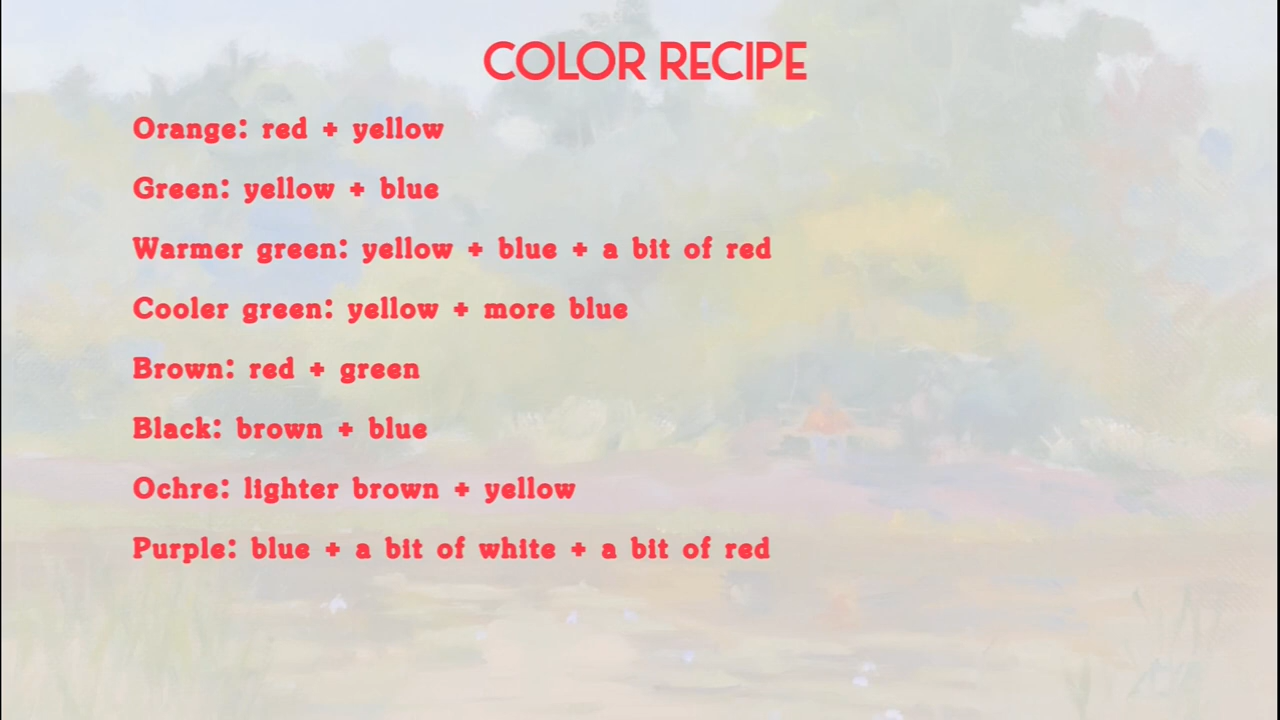 COLOR RECIPE
Orange: red + yellow
Green: yellow + blue
Warmer green: yellow + blue + a bit of red
Cooler green: yellow + more blue
Brown: red + green
Black: brown + blue
Ochre: lighter brown + yellow
Purple: blue + a bit of white + a bit of red